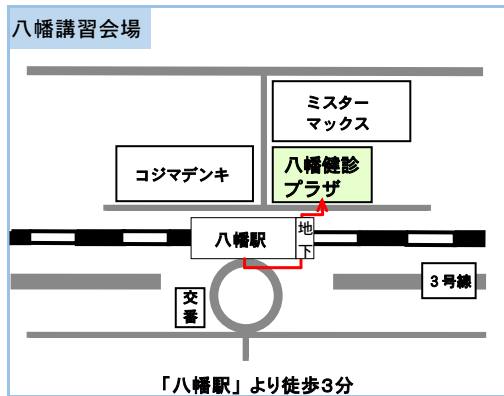 八幡講習会場
ミスター
マックス
コジマデンキ
八幡健診
プラザ
八幡駅
地
下
3号線
交
番
「八幡駅」より徒歩3分